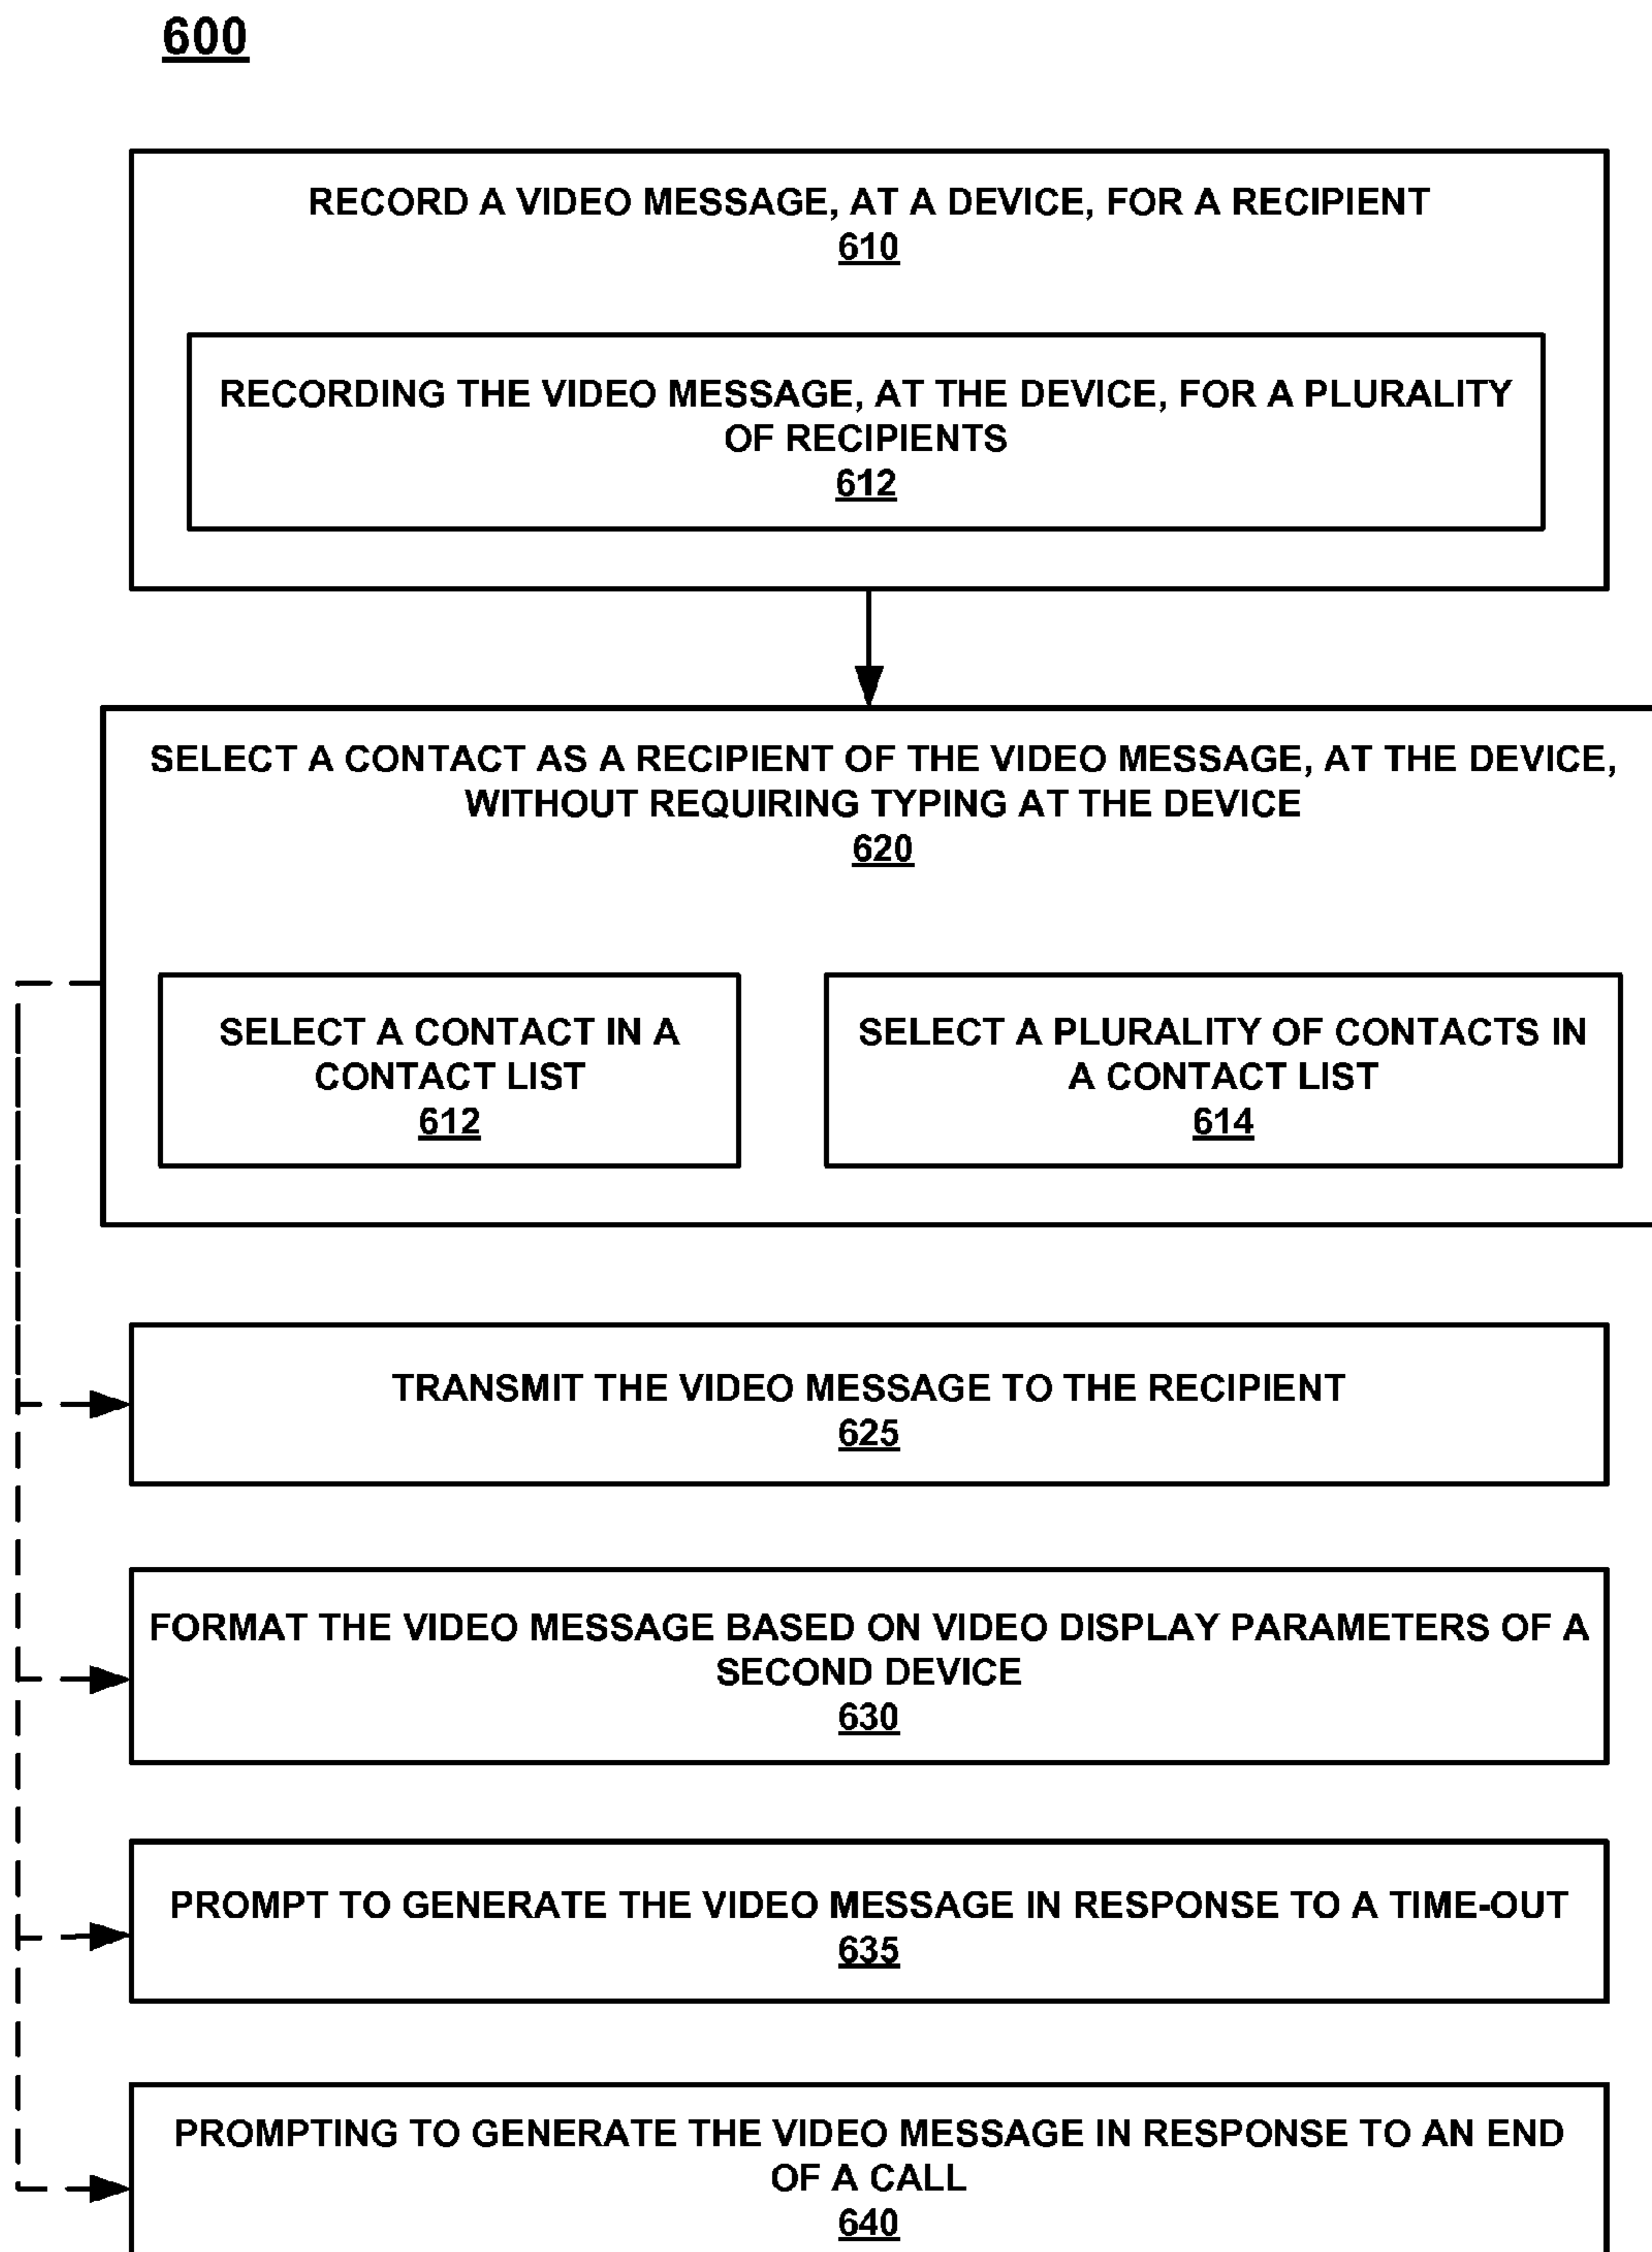 600
RECORD A VIDEO MESSAGE, AT A DEVICE, FOR A RECIPIENT
610
RECORDING THE VIDEO MESSAGE, AT THE DEVICE, FOR A PLURALITY
OF RECIPIENTS
612
SELECT A CONTACT AS A RECIPIENT OF THE VIDEO MESSAGE, AT THE DEVICE,
WITHOUT REQUIRING TYPING AT THE DEVICE
620
SELECT A CONTACT IN A
CONTACT LIST
612
SELECT A PLURALITY OF CONTACTS IN
A CONTACT LIST
614
TRANSMIT THE VIDEO MESSAGE TO THE RECIPIENT
625
FORMAT THE VIDEO MESSAGE BASED ON VIDEO DISPLAY PARAMETERS OF A
SECOND DEVICE
630
PROMPT TO GENERATE THE VIDEO MESSAGE IN RESPONSE TO A TIME-OUT
635
PROMPTING TO GENERATE THE VIDEO MESSAGE IN RESPONSE TO AN END
OF A CALL
640